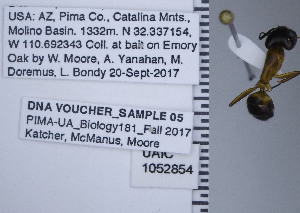 USA: AZ, Pima Co., Catalina Mnts.,
Molino Basin. 1332m. N 32.337154,
W 110.692343 Coll. at bait on Emory
Oak by W. Moore, A. Yanahan, M.
Doremus, L. Bondy 20-Sept-2017
DNA VOUCHER_SAMPLE 05
PIMA-UA_Biology181_Fall 2017
Katcher, McManus, Moore
UAIC
1052854